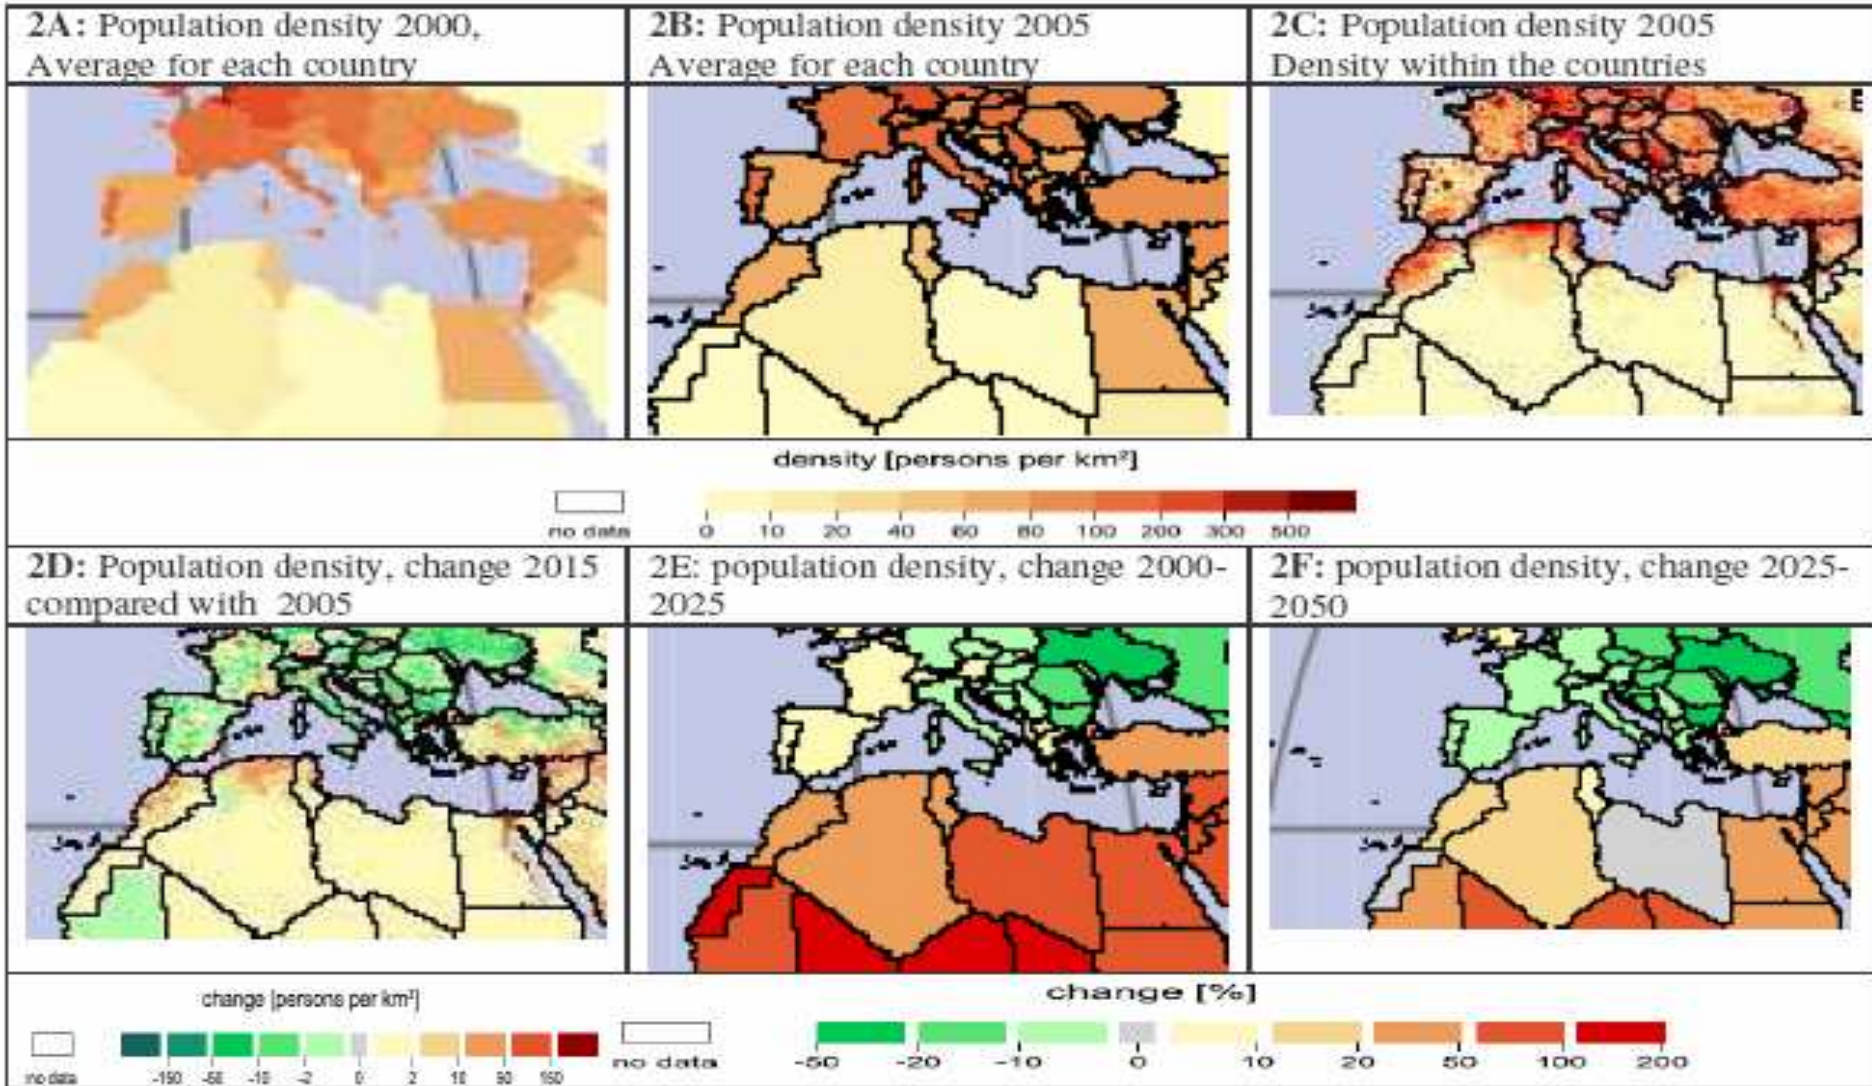 2A: Population density 2000,
Average for each country
2B: Population density 2005
Average for each country
2C: Population density 2005
Density within the countries
E
density [persons per km²]
no data
0 10 20 40 60 80 100 200 300 500
2D: Population density, change 2015
compared with 2005
2E: population density, change 2000-
2025
2F: population density, change 2025-
2050
change [persons per km²]
no data
-10 -2 0 2 10
change [%]
no data
-50 -20 -10 0 10 20 50 100 200